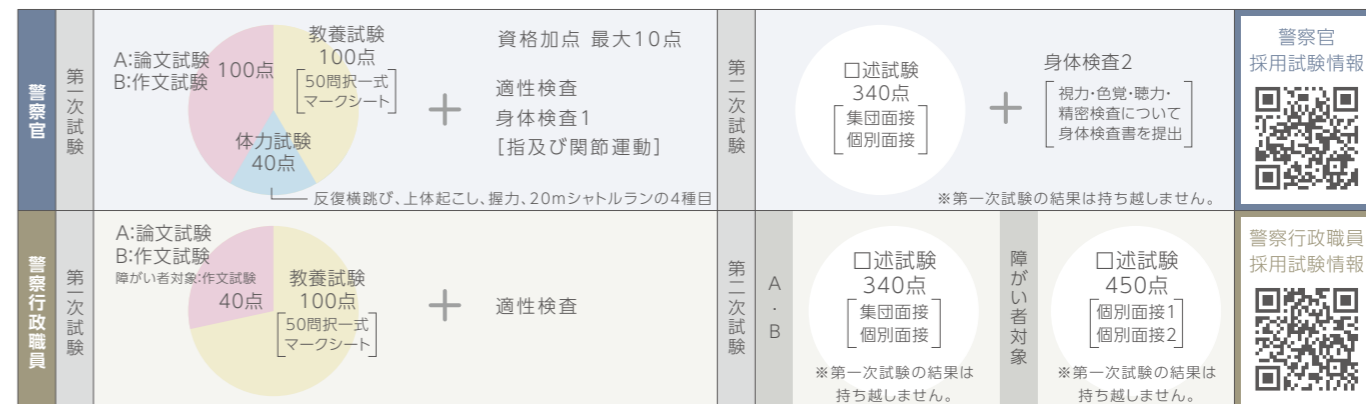 警察官
第一次試験
A:論文試験
B:作文試験
100点
教養試験
100点
50問択一式
マークシート
体力試験
40点
反復横跳び、上体起こし、握力、20mシャトルランの4種目
+
資格加点 最大10点
適性検査
身体検査1
[指及び関節運動]
第二次試験
口述試験
340点
集団面接
個別面接
+
身体検査2
視力・色覚・聴力・
精密検査について
身体検査書を提出
※第一次試験の結果は持ち越しません。
警察官
採用試験情報
警察行政職員
第一次試験
A:論文試験
B:作文試験
障がい者対象:作文試験
40点
教養試験
100点
50問択一式
マークシート
+
適性検査
第二次試験
A・B
口述試験
340点
集団面接
個別面接
※第一次試験の結果は
持ち越しません。
障がい者対象
口述試験
450点
個別面接1
個別面接2
※第一次試験の結果は
持ち越しません。
警察行政職員
採用試験情報